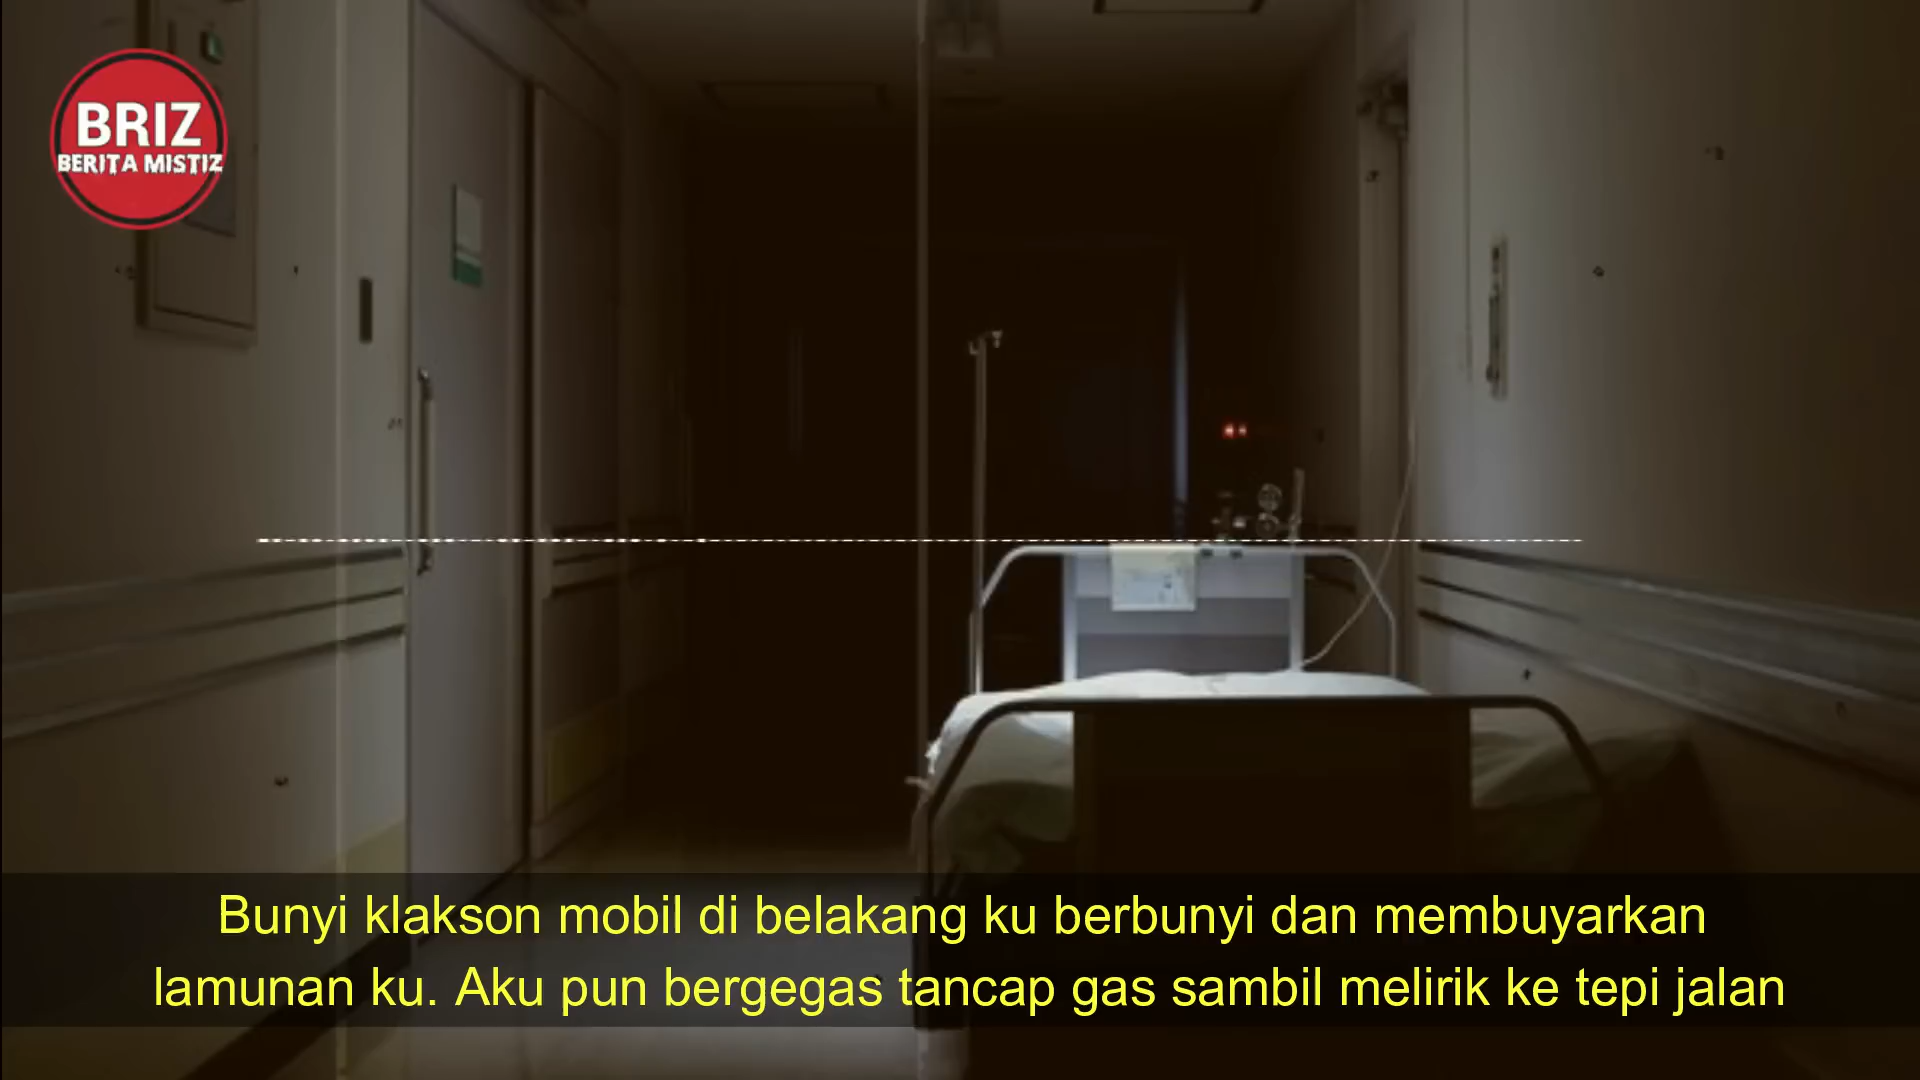 BRIZ
BERITA MISTIZ
Bunyi klakson mobil di belakang ku berbunyi dan membuyarkan
lamunan ku. Aku pun bergegas tancap gas sambil melirik ke tepi jalan